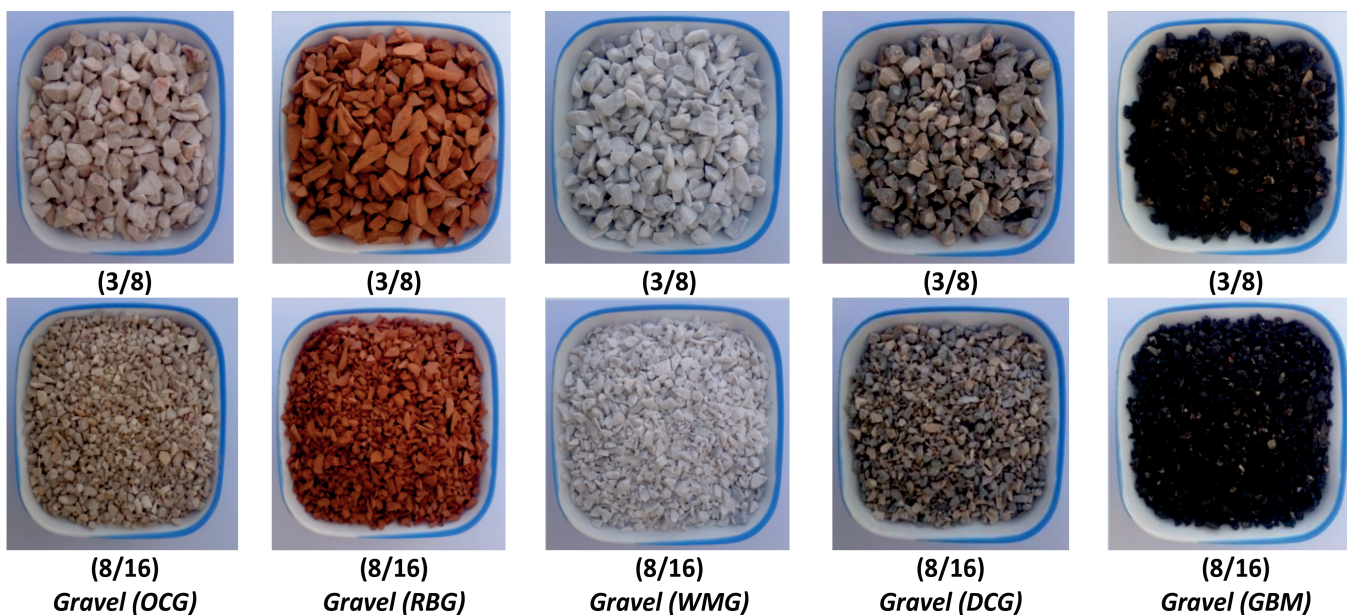 (3/8) (3/8) (3/8) (3/8) (3/8)
(8/16) (8/16) (8/16) (8/16) (8/16)
Gravel (OCG) Gravel (RBG) Gravel (WMG) Gravel (DCG) Gravel (GBM)